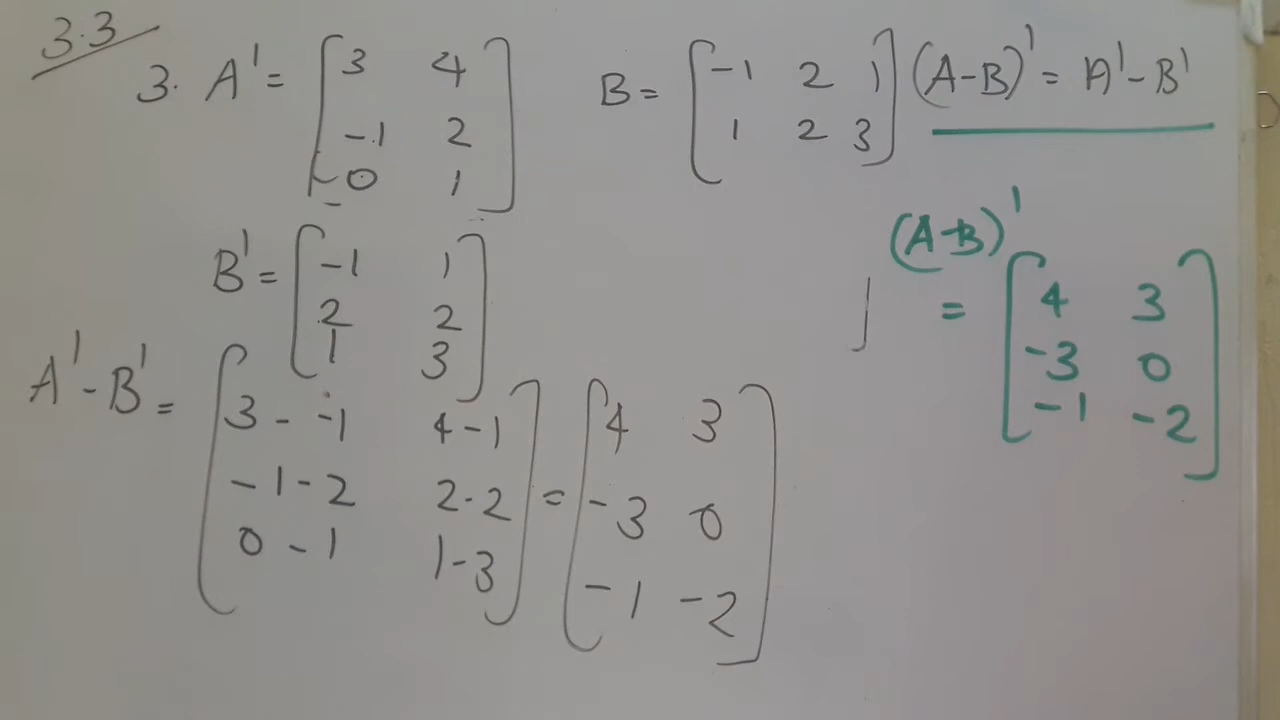 3.3
3. A' = [3 4 B = [-1 2 1] (A-B)' = A'-B'
-1 2 1 2 3
0 1]
(A-B)'
B' = [-1 1 ] = [4 3
2 2 -3 0
1 3] -1 -2]
A'-B' = [3 - -1 4-1 = [4 3
-1-2 2-2 -3 0
0-1 1-3] -1 -2]